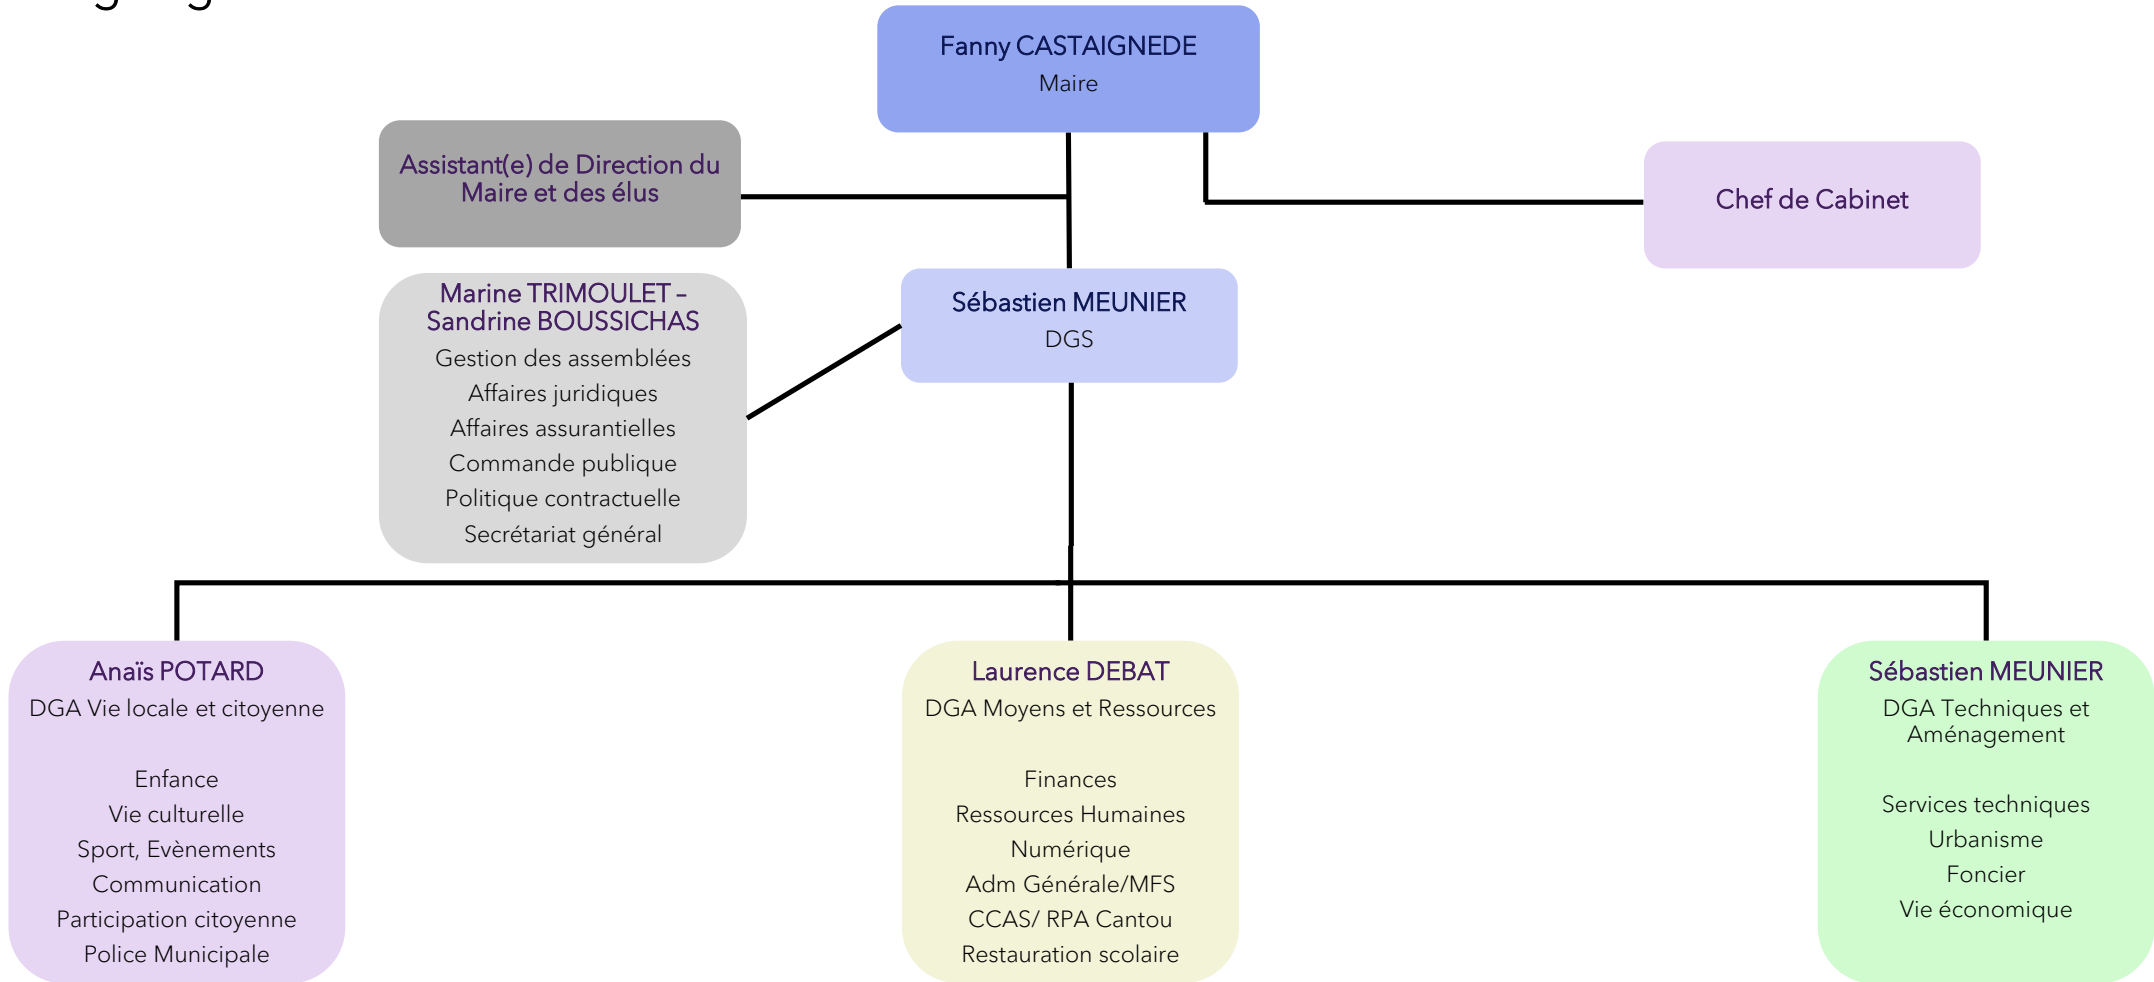 Fanny CASTAIGNEDE
Maire
Assistant(e) de Direction du
Maire et des élus
Chef de Cabinet
Marine TRIMOULET –
Sandrine BOUSSICHAS
Gestion des assemblées
Affaires juridiques
Affaires assurantielles
Commande publique
Politique contractuelle
Secrétariat général
Sébastien MEUNIER
DGS
Anaïs POTARD
DGA Vie locale et citoyenne
Enfance
Vie culturelle
Sport, Evènements
Communication
Participation citoyenne
Police Municipale
Laurence DEBAT
DGA Moyens et Ressources
Finances
Ressources Humaines
Numérique
Adm Générale/MFS
CCAS/ RPA Cantou
Restauration scolaire
Sébastien MEUNIER
DGA Techniques et
Aménagement
Services techniques
Urbanisme
Foncier
Vie économique